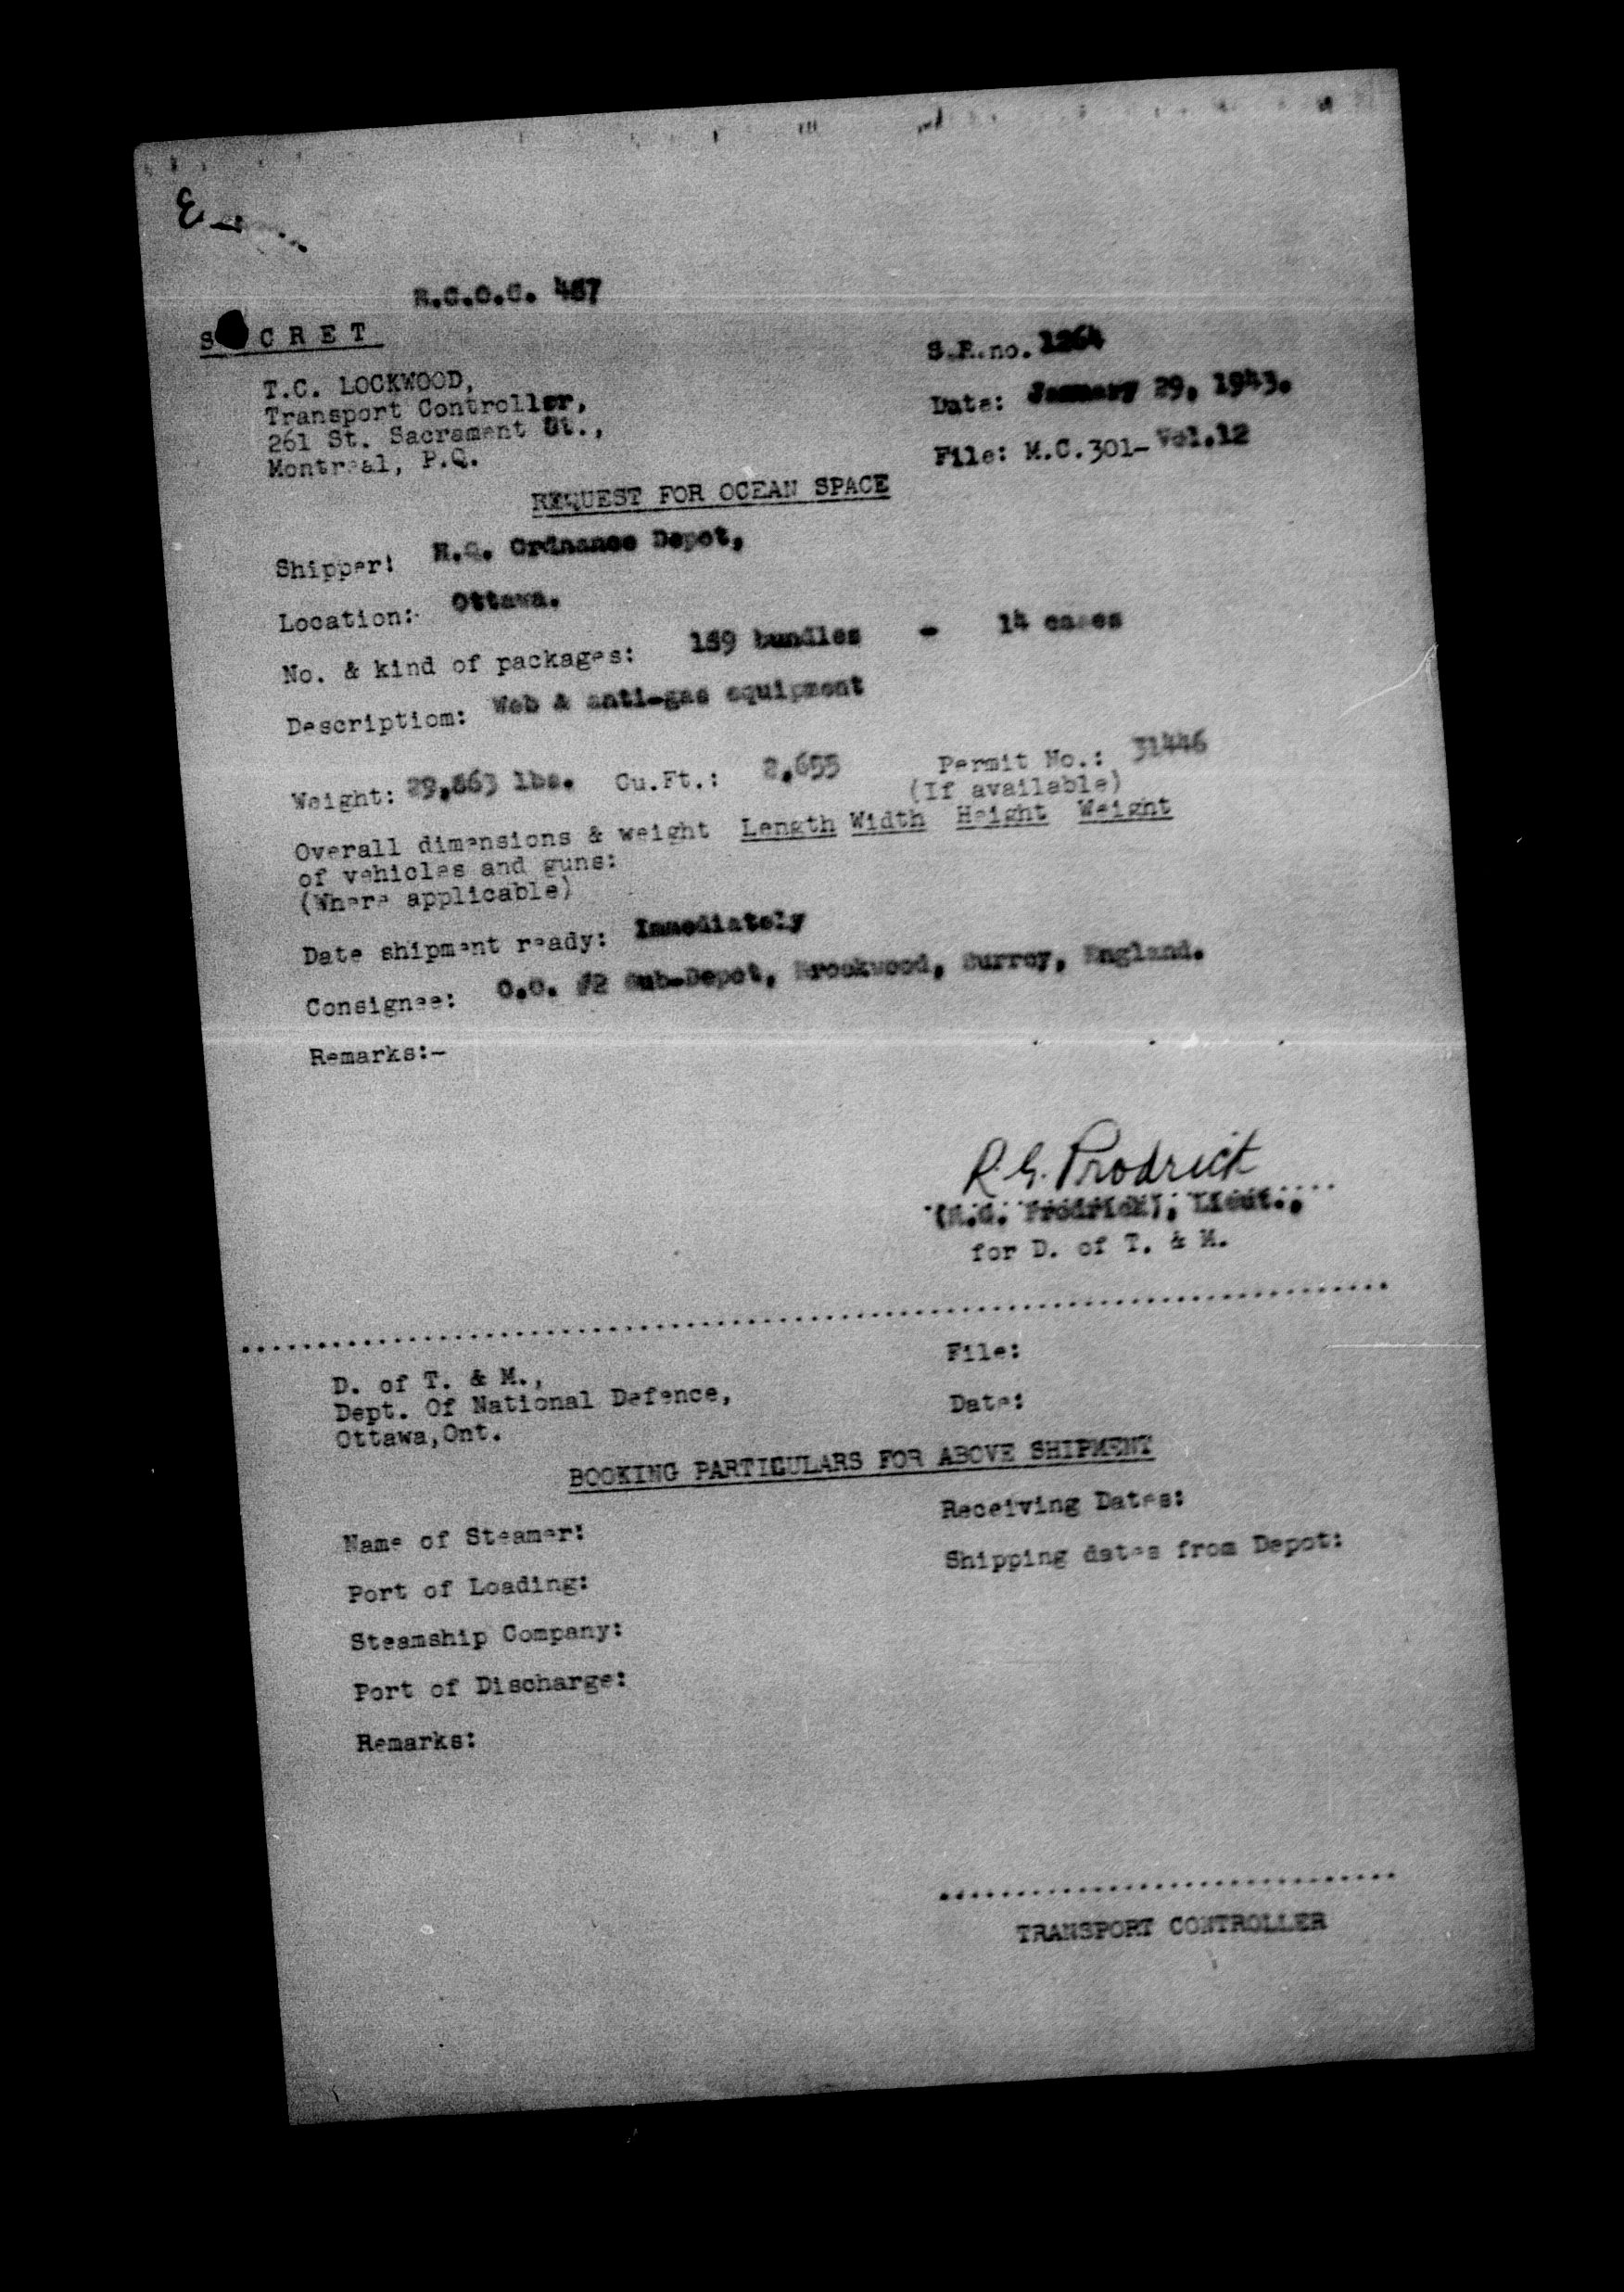 R.C.O.C. 487
S CRET
T.C. LOCKWOOD,
Transport Controller,
261 St. Sacrament St.,
Montreal, P.Q.
S.R.no. 1264
Date: January 29, 1943.
File: M.C.301-Vol.12
REQUEST FOR OCEAN SPACE
Shipper: H.Q. Ordnance Depot,
Location: Ottawa.
No. & kind of packages: 189 bundles - 14 cases
Descriptiom: Web & anti-gas equipment
Weight: 29,863 lbs. Cu.Ft.: 2,655 Permit No.: 31446
(If available)
Overall dimensions & weight Length Width Height Weight
of vehicles and guns:
(Where applicable)
Date shipment ready: Immediately
Consignee: O.O. #2 Sub-Depot, Brookwood, Surrey, England.
Remarks:-
R.G. Prodrick
(R.G. Prodrick), Lieut.,
for D. of T. & M.
D. of T. & M.,
Dept. Of National Defence,
Ottawa,Ont.
File:
Date:
BOOKING PARTICULARS FOR ABOVE SHIPMENT
Name of Steamer:
Receiving Dates:
Port of Loading:
Shipping dates from Depot:
Steamship Company:
Port of Discharge:
Remarks:
TRANSPORT CONTROLLER